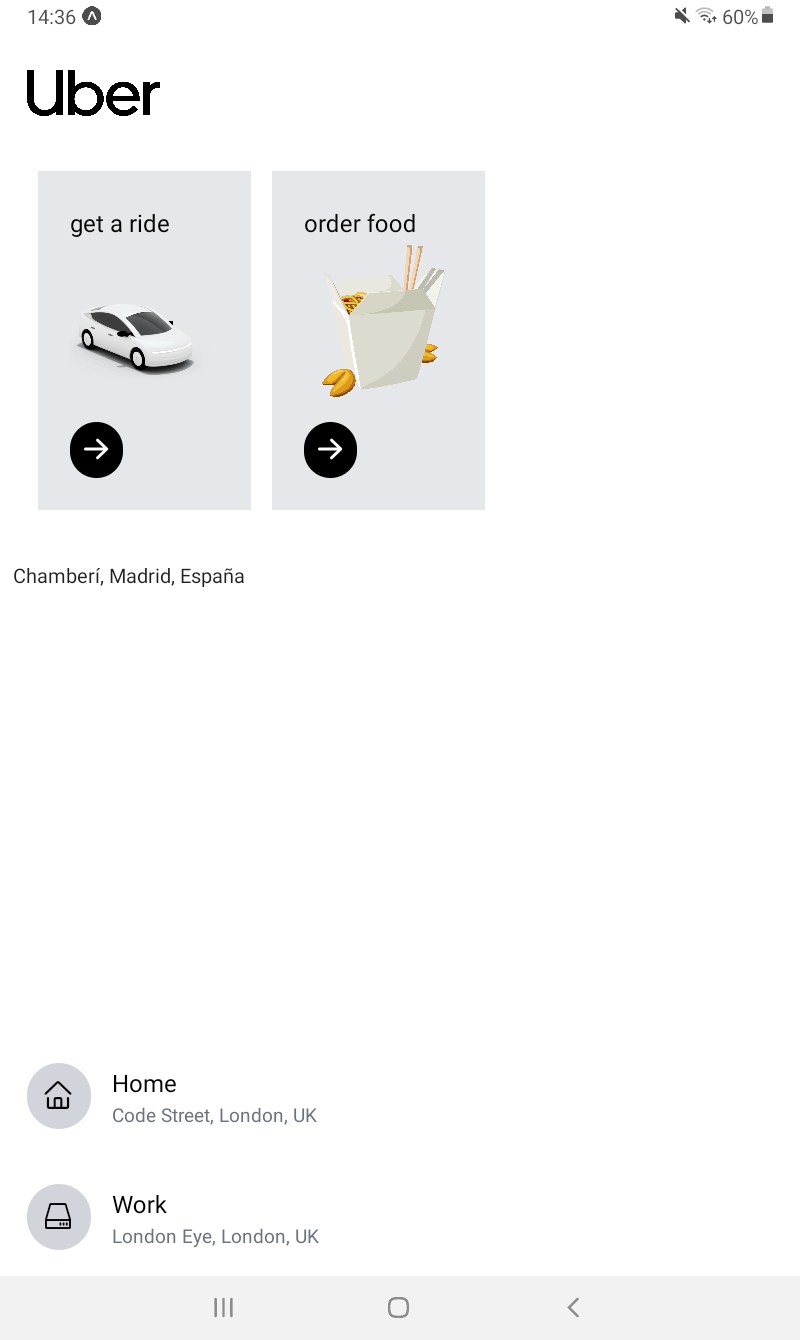 14:36
60%
Uber
get a ride
order food
Chamberí, Madrid, España
Home
Code Street, London, UK
Work
London Eye, London, UK